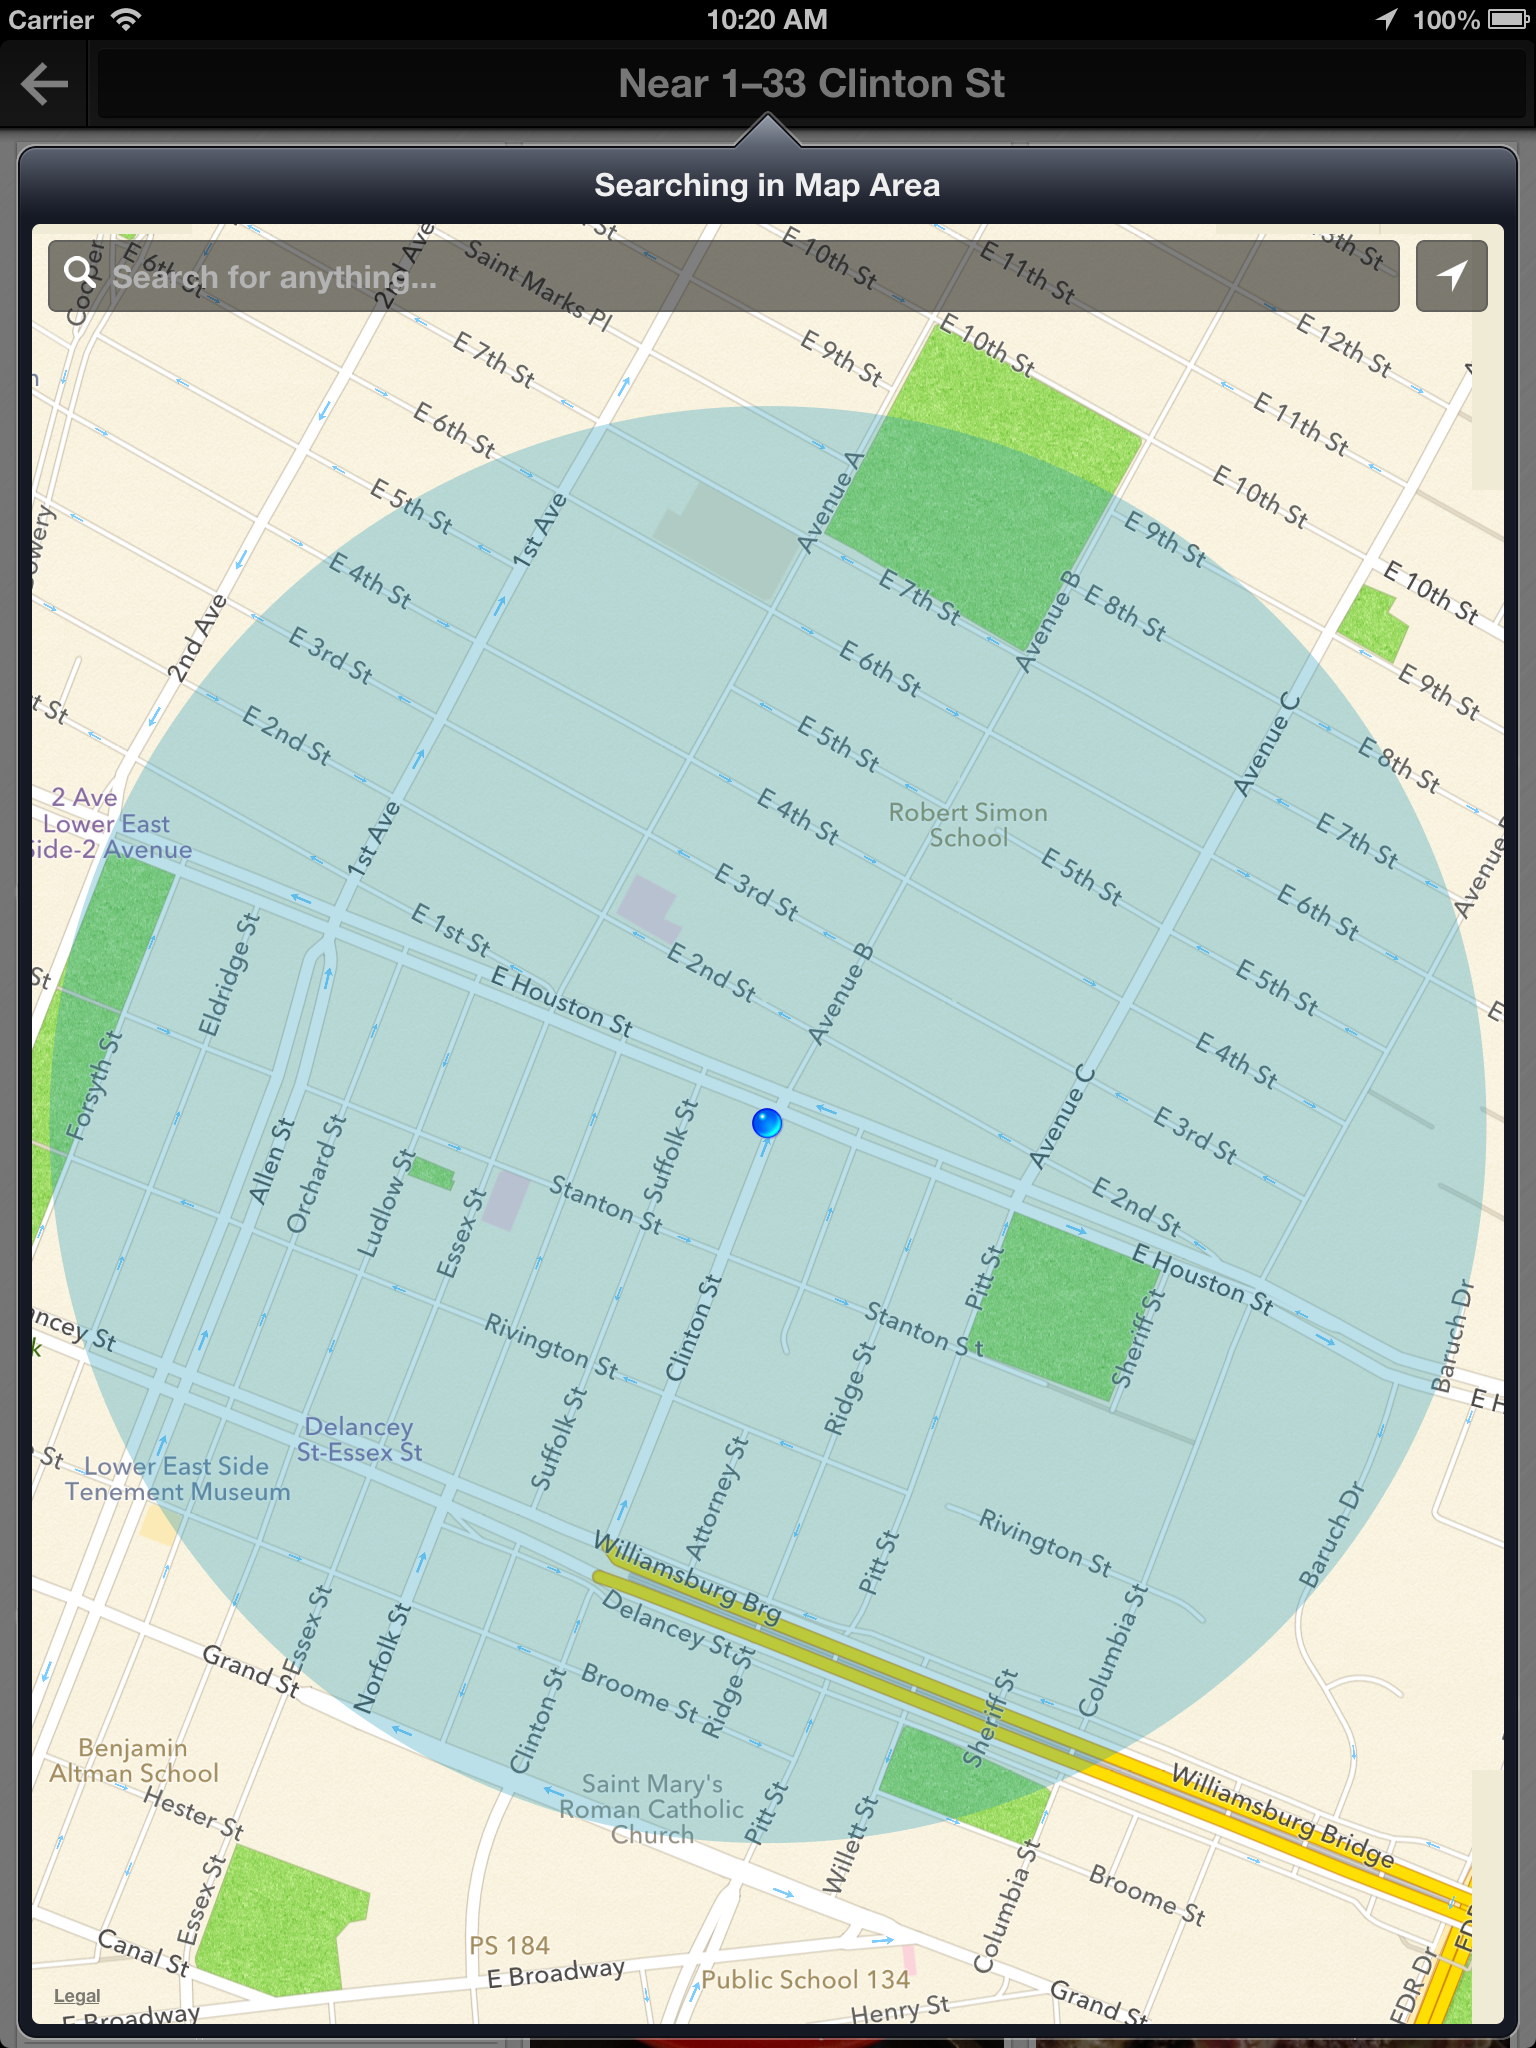 Carrier
10:20 AM
100%
Near 1–33 Clinton St
Searching in Map Area
Search for anything...
Cooper
E 6th St
2nd Ave
Saint Marks Pl
St
E 10th St
E 11th St
E 7th St
E 9th St
E 10th St
E 12th St
E 6th St
E 11th St
E 5th St
1st Ave
Avenue A
E 10th St
E 9th St
E 4th St
E 7th St
Avenue B
E 8th St
E 10th St
2nd Ave
E 3rd St
E 6th St
E 9th St
E 2nd St
E 5th St
Avenue C
E 8th St
2 Ave
Lower East
Side-2 Avenue
1st Ave
E 4th St
Robert Simon
School
E 7th St
E 5th St
Avenue
E 3rd St
E 6th St
E 1st St
Eldridge St
E 2nd St
Avenue B
St
E Houston St
E 5th St
E 4th St
Forsyth St
Avenue C
Allen St
Orchard St
Ludlow St
Essex St
Suffolk St
E 3rd St
Stanton St
E 2nd St
Pitt St
E Houston St
Sheriff St
Baruch Dr
ancey St
Rivington St
Clinton St
Stanton S t
Ridge St
E H
k
Delancey
St-Essex St
Suffolk St
Attorney St
St
Lower East Side
Tenement Museum
Rivington St
Baruch Dr
Williamsburg Brg
Pitt St
Delancey St
Essex St
Norfolk St
Columbia St
Grand St
Broome St
Ridge St
Sheriff St
Clinton St
Benjamin
Altman School
Williamsburg Bridge
Saint Mary's
Roman Catholic
Church
Pitt St
Hester St
Willett St
Columbia St
Broome St
Essex St
Canal St
PS 184
E Broadway
Public School 134
Grand St
FDR Dr
Legal
E Broadway
Henry St